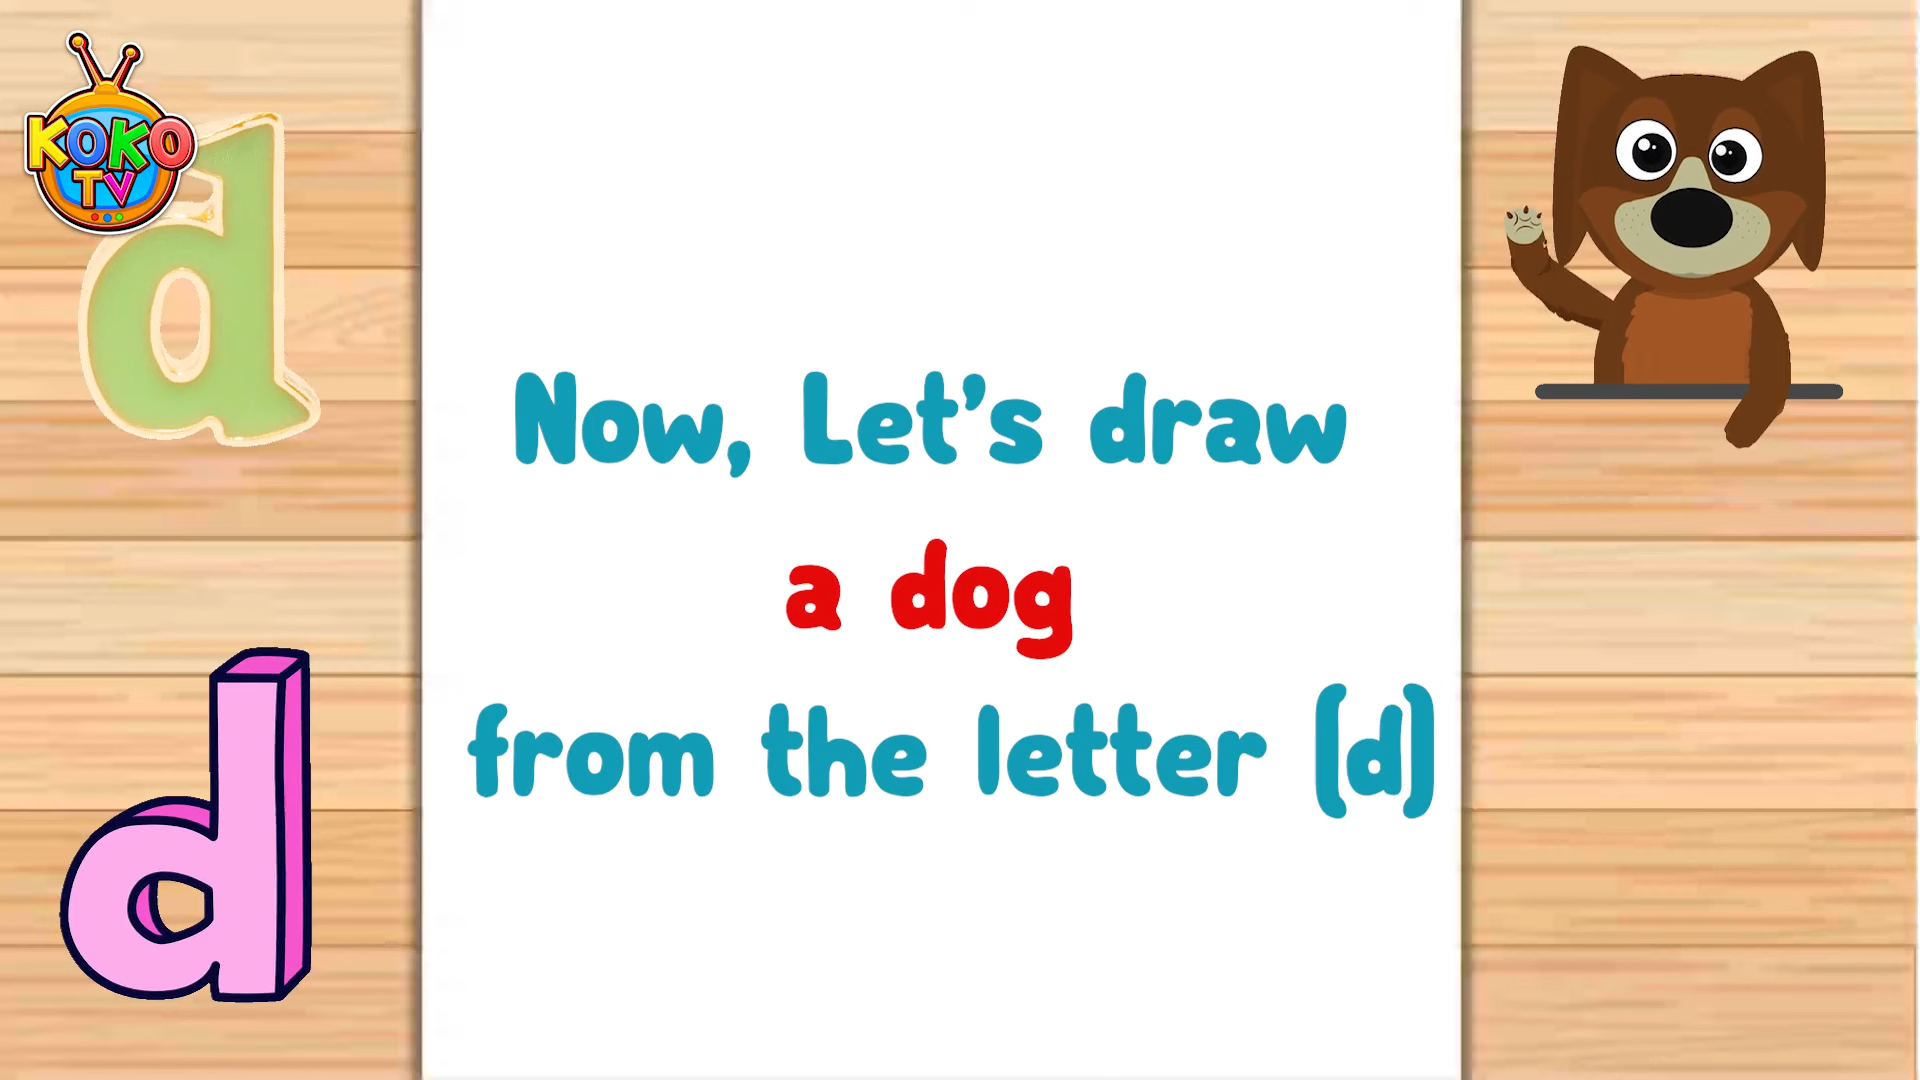 KOKO
TV
d
Now, Let's draw
a dog
from the letter (d)
d